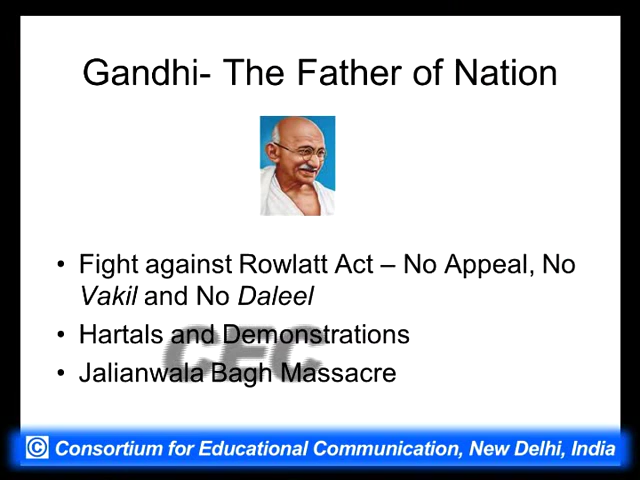 Gandhi- The Father of Nation
• Fight against Rowlatt Act – No Appeal, No
Vakil and No Daleel
• Hartals and Demonstrations
• Jalianwala Bagh Massacre
CEC
© Consortium for Educational Communication, New Delhi, India